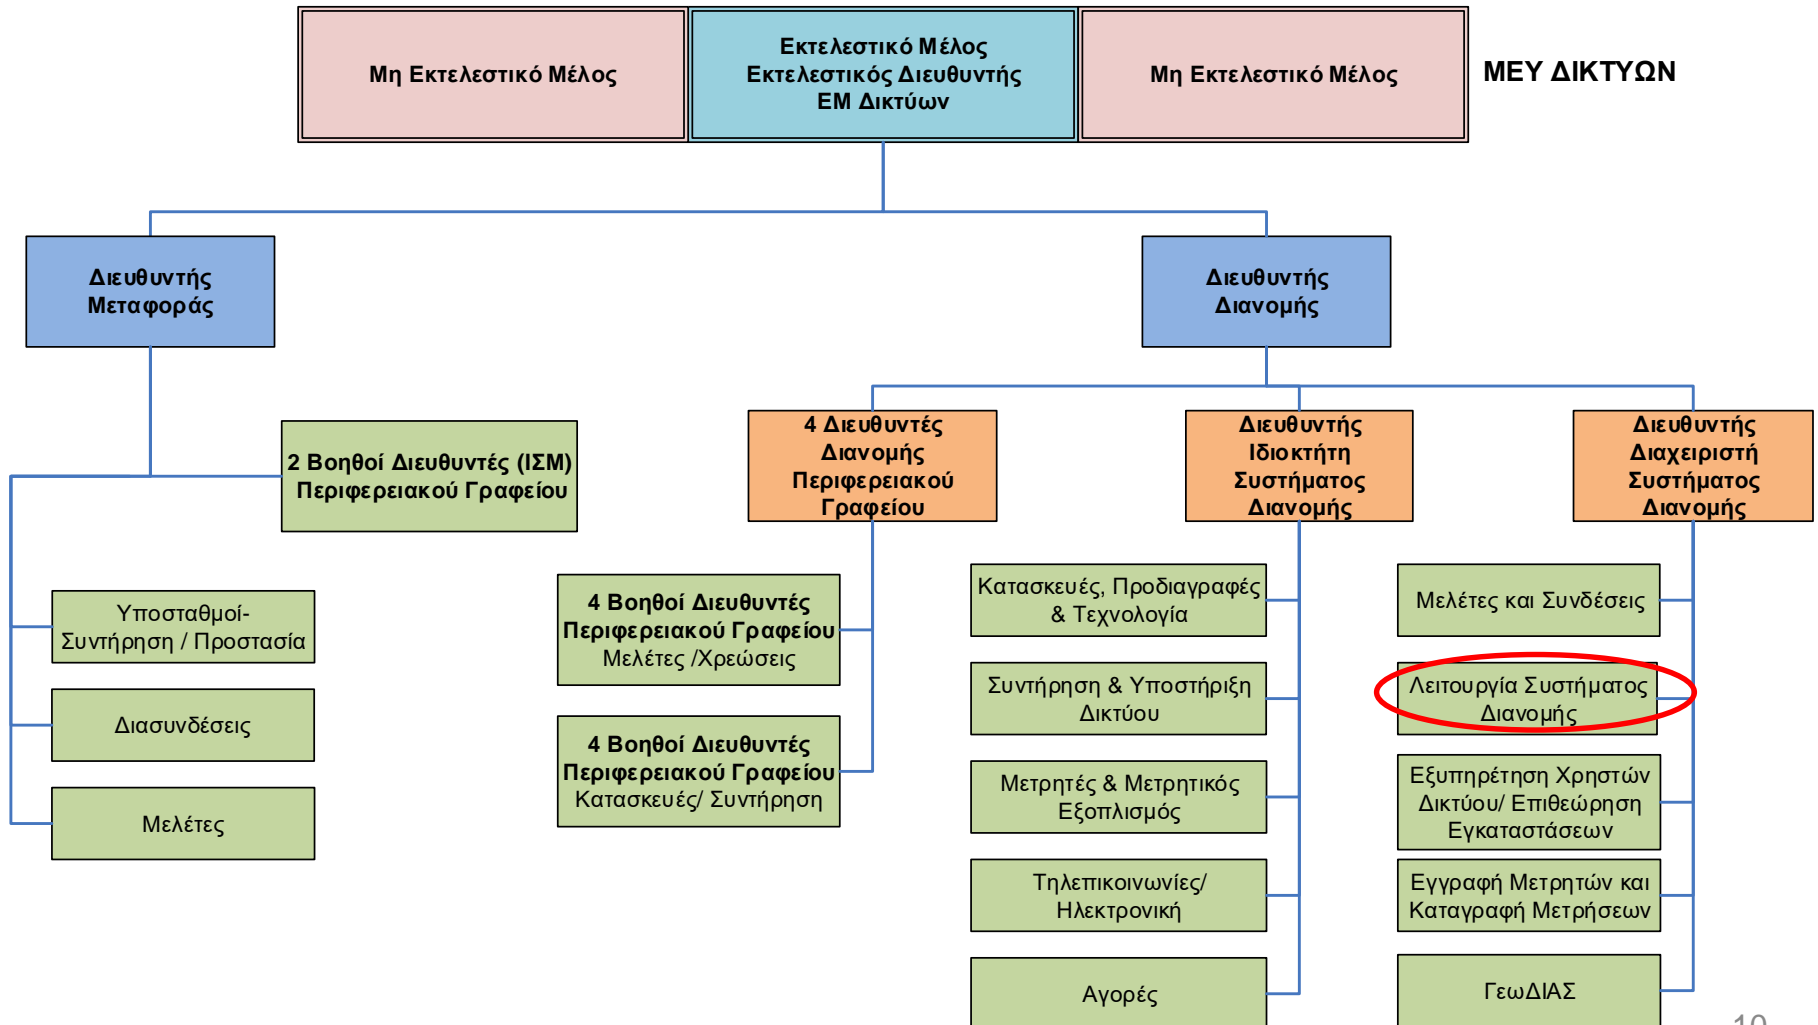 Μη Εκτελεστικό Μέλος
Εκτελεστικό Μέλος
Εκτελεστικός Διευθυντής
ΕΜ Δικτύων
Μη Εκτελεστικό Μέλος
ΜΕΥ ΔΙΚΤΥΩΝ
Διευθυντής
Μεταφοράς
Διευθυντής
Διανομής
2 Βοηθοί Διευθυντές (ΙΣΜ)
Περιφερειακού Γραφείου
4 Διευθυντές
Διανομής
Περιφερειακού
Γραφείου
Διευθυντής
Ιδιοκτήτη
Συστήματος
Διανομής
Διευθυντής
Διαχειριστή
Συστήματος
Διανομής
Υποσταθμοί-
Συντήρηση / Προστασία
Διασυνδέσεις
Μελέτες
4 Βοηθοί Διευθυντές
Περιφερειακού Γραφείου
Μελέτες /Χρεώσεις
4 Βοηθοί Διευθυντές
Περιφερειακού Γραφείου
Κατασκευές/ Συντήρηση
Κατασκευές, Προδιαγραφές
& Τεχνολογία
Συντήρηση & Υποστήριξη
Δικτύου
Μετρητές & Μετρητικός
Εξοπλισμός
Τηλεπικοινωνίες/
Ηλεκτρονική
Αγορές
Μελέτες και Συνδέσεις
Λειτουργία Συστήματος
Διανομής
Εξυπηρέτηση Χρηστών
Δικτύου/ Επιθεώρηση
Εγκαταστάσεων
Εγγραφή Μετρητών και
Καταγραφή Μετρήσεων
ΓεωΔΙΑΣ
10